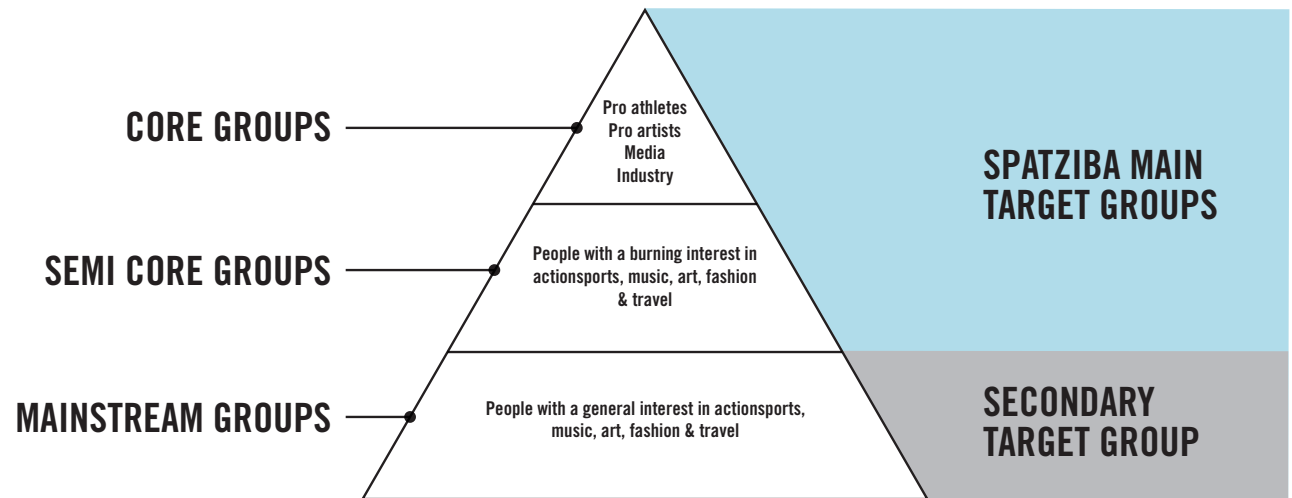 CORE GROUPS
Pro athletes
Pro artists
Media
Industry
SPATZIBA MAIN
TARGET GROUPS
SEMI CORE GROUPS
People with a burning interest in
actionsports, music, art, fashion
& travel
MAINSTREAM GROUPS
People with a general interest in actionsports,
music, art, fashion & travel
SECONDARY
TARGET GROUP